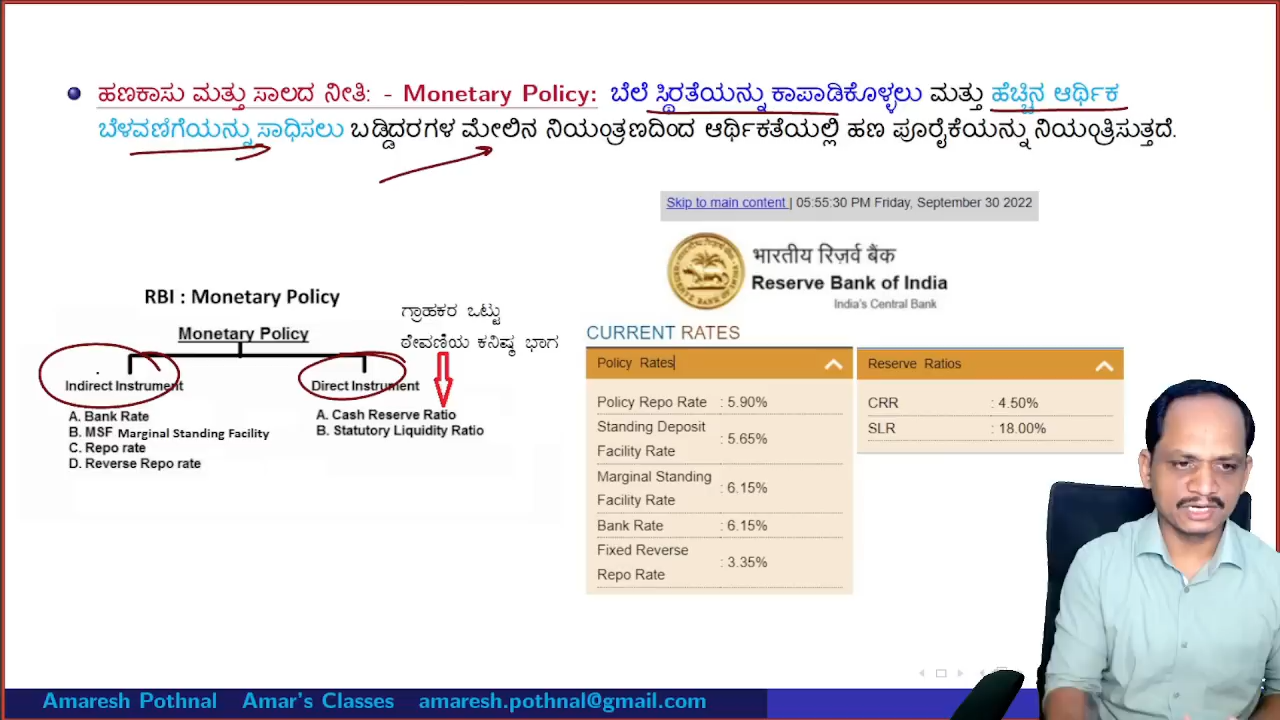 ಹಣಕಾಸು ಮತ್ತು ಸಾಲದ ನೀತಿ: - Monetary Policy: ಬೆಲೆ ಸ್ಥಿರತೆಯನ್ನು ಕಾಪಾಡಿಕೊಳ್ಳಲು ಮತ್ತು ಹೆಚ್ಚಿನ ಆರ್ಥಿಕ
ಬೆಳವಣಿಗೆಯನ್ನು ಸಾಧಿಸಲು ಬಡ್ಡಿದರಗಳ ಮೇಲಿನ ನಿಯಂತ್ರಣದಿಂದ ಆರ್ಥಿಕತೆಯಲ್ಲಿ ಹಣ ಪೂರೈಕೆಯನ್ನು ನಿಯಂತ್ರಿಸುತ್ತದೆ.
Skip to main content | 05:55:30 PM Friday, September 30 2022
भारतीय रिज़र्व बैंक
Reserve Bank of India
India's Central Bank
RBI : Monetary Policy
Monetary Policy
ಗ್ರಾಹಕರ ಒಟ್ಟು
ಠೇವಣಿಯ ಕನಿಷ್ಠ ಭಾಗ
Indirect Instrument
A. Bank Rate
B. MSF Marginal Standing Facility
C. Repo rate
D. Reverse Repo rate
Direct Instrument
A. Cash Reserve Ratio
B. Statutory Liquidity Ratio
CURRENT RATES
Policy Rates
Policy Repo Rate : 5.90%
Standing Deposit
Facility Rate : 5.65%
Marginal Standing
Facility Rate : 6.15%
Bank Rate : 6.15%
Fixed Reverse
Repo Rate : 3.35%
Reserve Ratios
CRR : 4.50%
SLR : 18.00%
Amaresh Pothnal Amar's Classes amaresh.pothnal@gmail.com